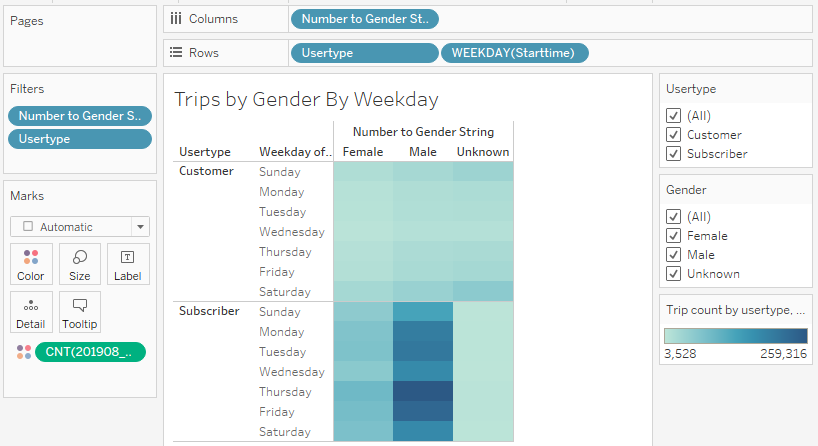 Pages
Columns
Number to Gender St..
Rows
Usertype
WEEKDAY(Starttime)
Filters
Number to Gender S..
Usertype
Marks
Automatic
Color
Size
Label
Detail
Tooltip
CNT(201908_..
Trips by Gender By Weekday
Number to Gender String
Usertype Weekday of.. Female Male Unknown
Customer Sunday
Monday
Tuesday
Wednesday
Thursday
Friday
Saturday
Subscriber Sunday
Monday
Tuesday
Wednesday
Thursday
Friday
Saturday
Usertype
(All)
Customer
Subscriber
Gender
(All)
Female
Male
Unknown
Trip count by usertype, ...
3,528 259,316